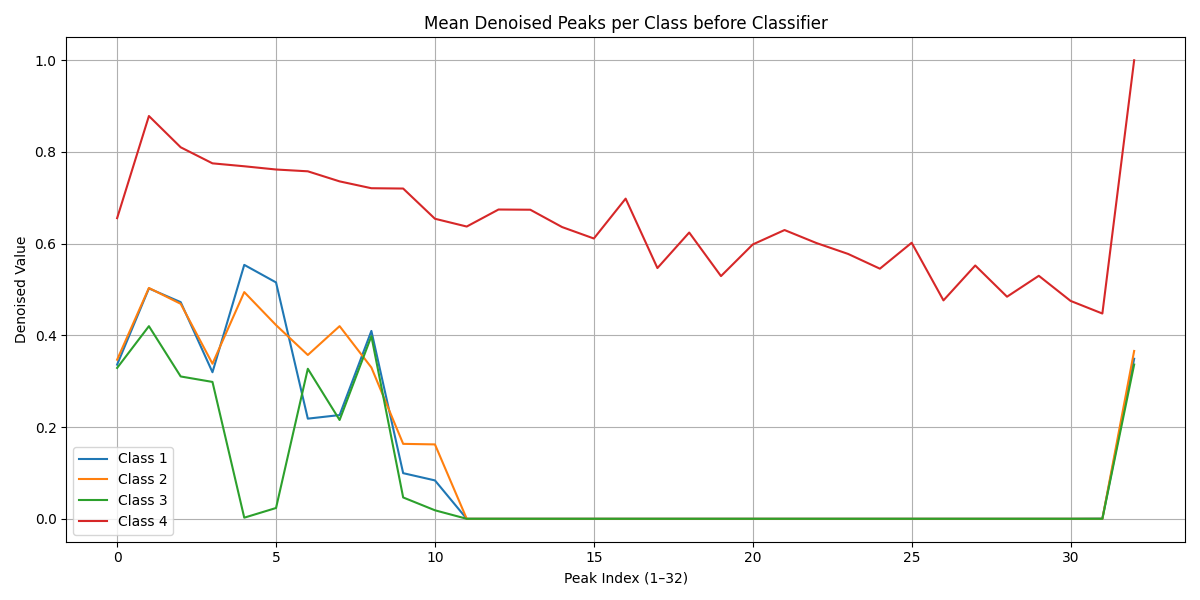 Mean Denoised Peaks per Class before Classifier
Denoised Value
1.0
0.8
0.6
0.4
0.2
0.0
Class 1
Class 2
Class 3
Class 4
0 5 10 15 20 25 30
Peak Index (1–32)